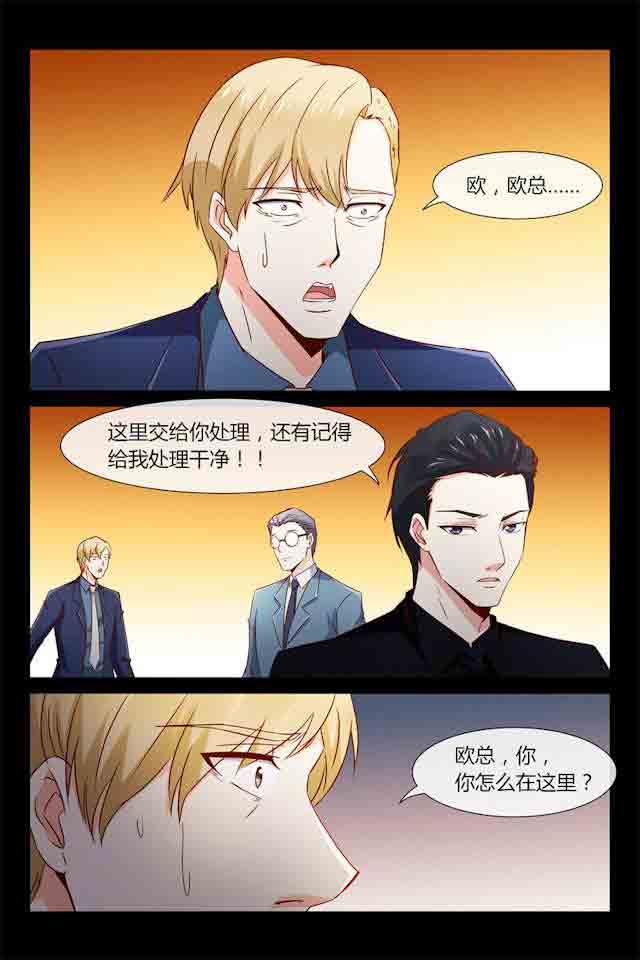 欧，欧总……
这里交给你处理，还有记得
给我处理干净！！
欧总，你，
你怎么在这里？